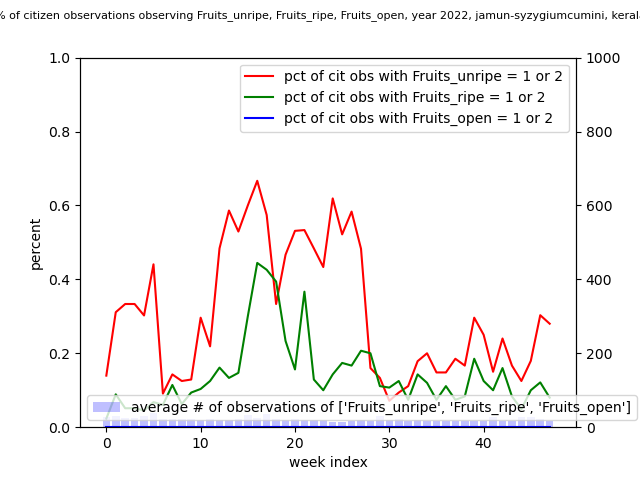 % of citizen observations observing Fruits_unripe, Fruits_ripe, Fruits_open, year 2022, jamun-syzygiumcumini,
pct of cit obs with Fruits_unripe = 1 or 2
pct of cit obs with Fruits_ripe = 1 or 2
pct of cit obs with Fruits_open = 1 or 2
average # of observations of ['Fruits_unripe', 'Fruits_ripe', 'Fruits_open']
percent
1.0
0.8
0.6
0.4
0.2
0.0
1000
800
600
400
200
0
0 10 20 30 40
week index